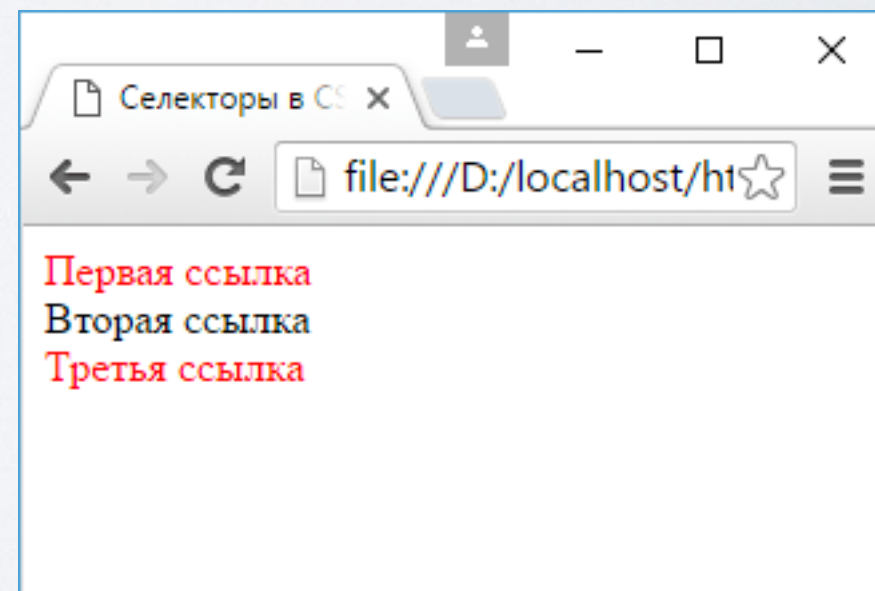 Селекторы в CS
file:///D:/localhost/ht
Первая ссылка
Вторая ссылка
Третья ссылка